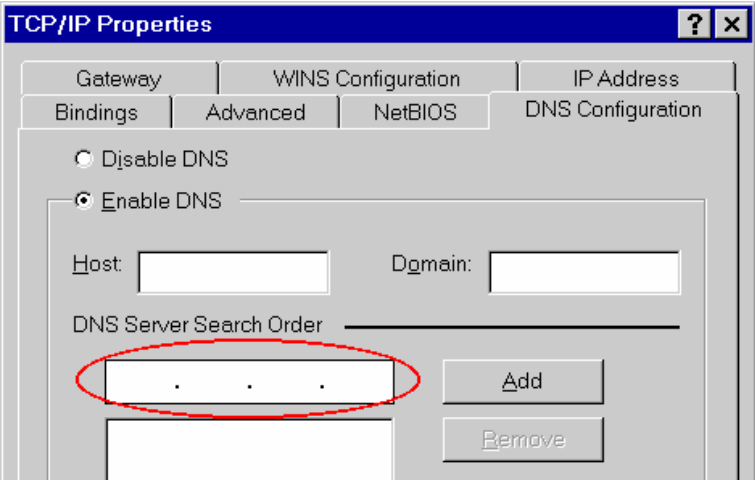 TCP/IP Properties ? ×
Gateway WINS Configuration IP Address
Bindings Advanced NetBIOS DNS Configuration
Disable DNS
Enable DNS
Host: Domain:
DNS Server Search Order
. . . Add
Remove